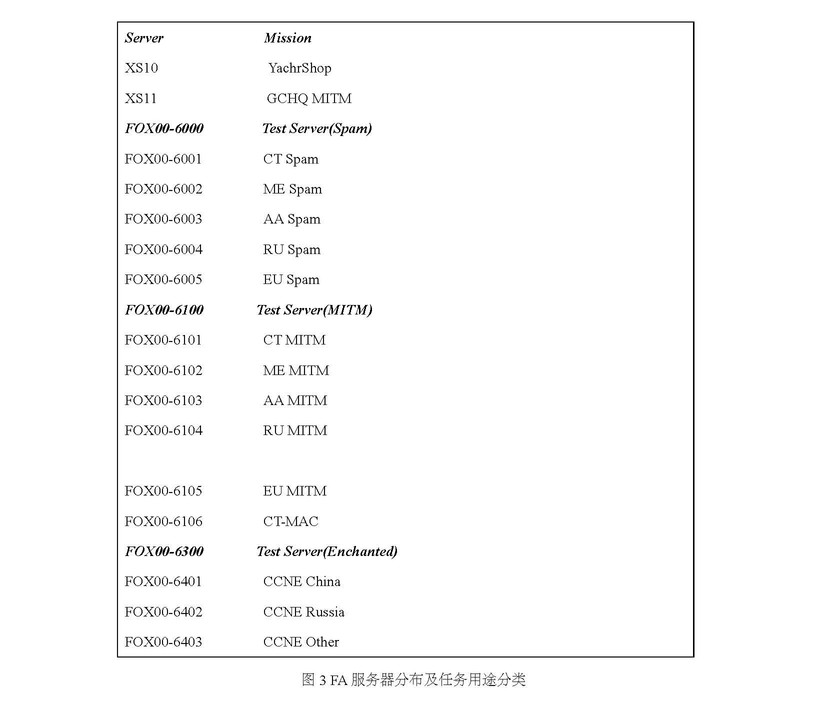 Server Mission
XS10 YachrShop
XS11 GCHQ MITM
FOX00-6000 Test Server(Spam)
FOX00-6001 CT Spam
FOX00-6002 ME Spam
FOX00-6003 AA Spam
FOX00-6004 RU Spam
FOX00-6005 EU Spam
FOX00-6100 Test Server(MITM)
FOX00-6101 CT MITM
FOX00-6102 ME MITM
FOX00-6103 AA MITM
FOX00-6104 RU MITM
FOX00-6105 EU MITM
FOX00-6106 CT-MAC
FOX00-6300 Test Server(Enchanted)
FOX00-6401 CCNE China
FOX00-6402 CCNE Russia
FOX00-6403 CCNE Other
图 3 FA 服务器分布及任务用途分类